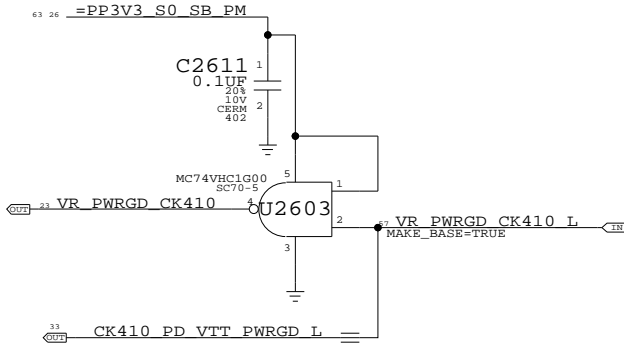 63 26 =PP3V3_S0_SB_PM
C2611 1
0.1UF
20%
10V
CERM 2
402
MC74VHC1G00 5
SC70-5 1
OUT 23 VR_PWRGD_CK410 4 U2603 2 57 VR_PWRGD_CK410_L IN
MAKE_BASE=TRUE
3
33
OUT CK410_PD_VTT_PWRGD_L